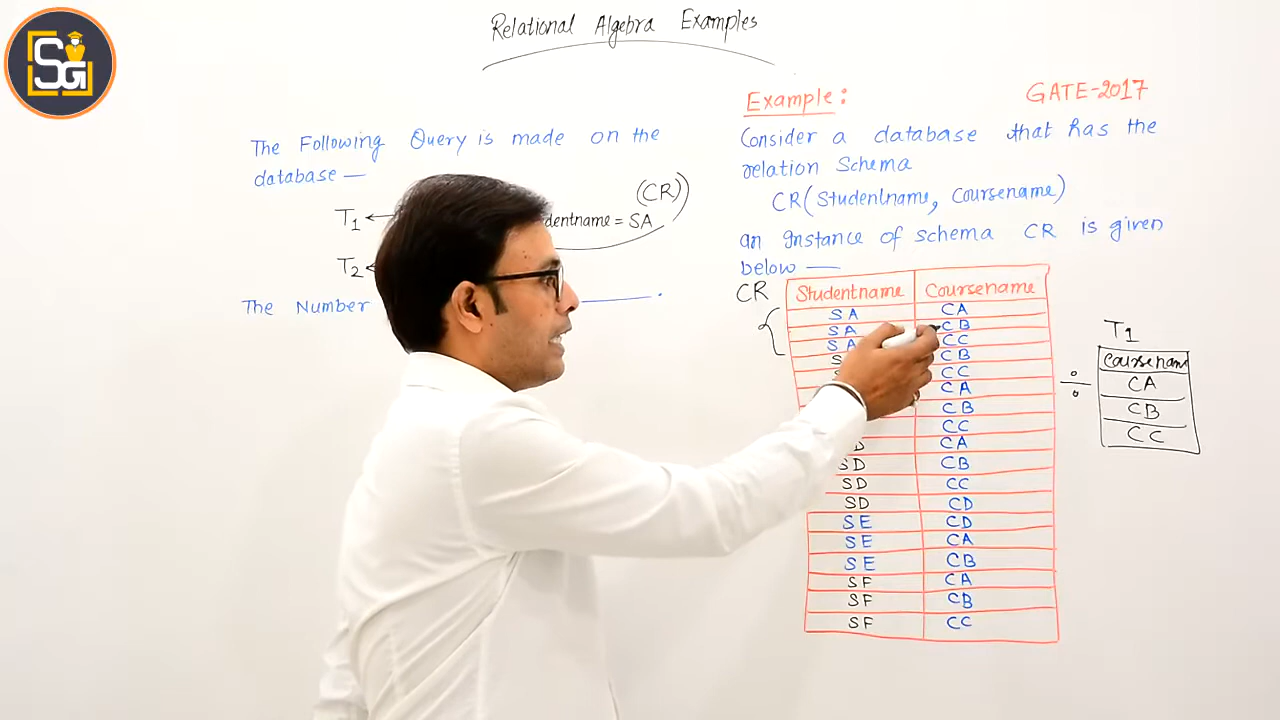 SG
Relational Algebra Examples
The Following Query is made on the
database —
(CR)
T1 ← dentname = SA
T2 ←
The Number
Example:
GATE-2017
Consider a database that has the
relation Schema
CR(Studentname, Coursename)
an Instance of schema CR is given
below —
CR
Studentname Coursename
SA CA
SA CB
SA CC
S CB
CC
CA
CB
CC
D CA
SD CB
SD CC
SD CD
SE CD
SE CA
SE CB
SF CA
SF CB
SF CC
÷
T1
Coursename
CA
CB
CC